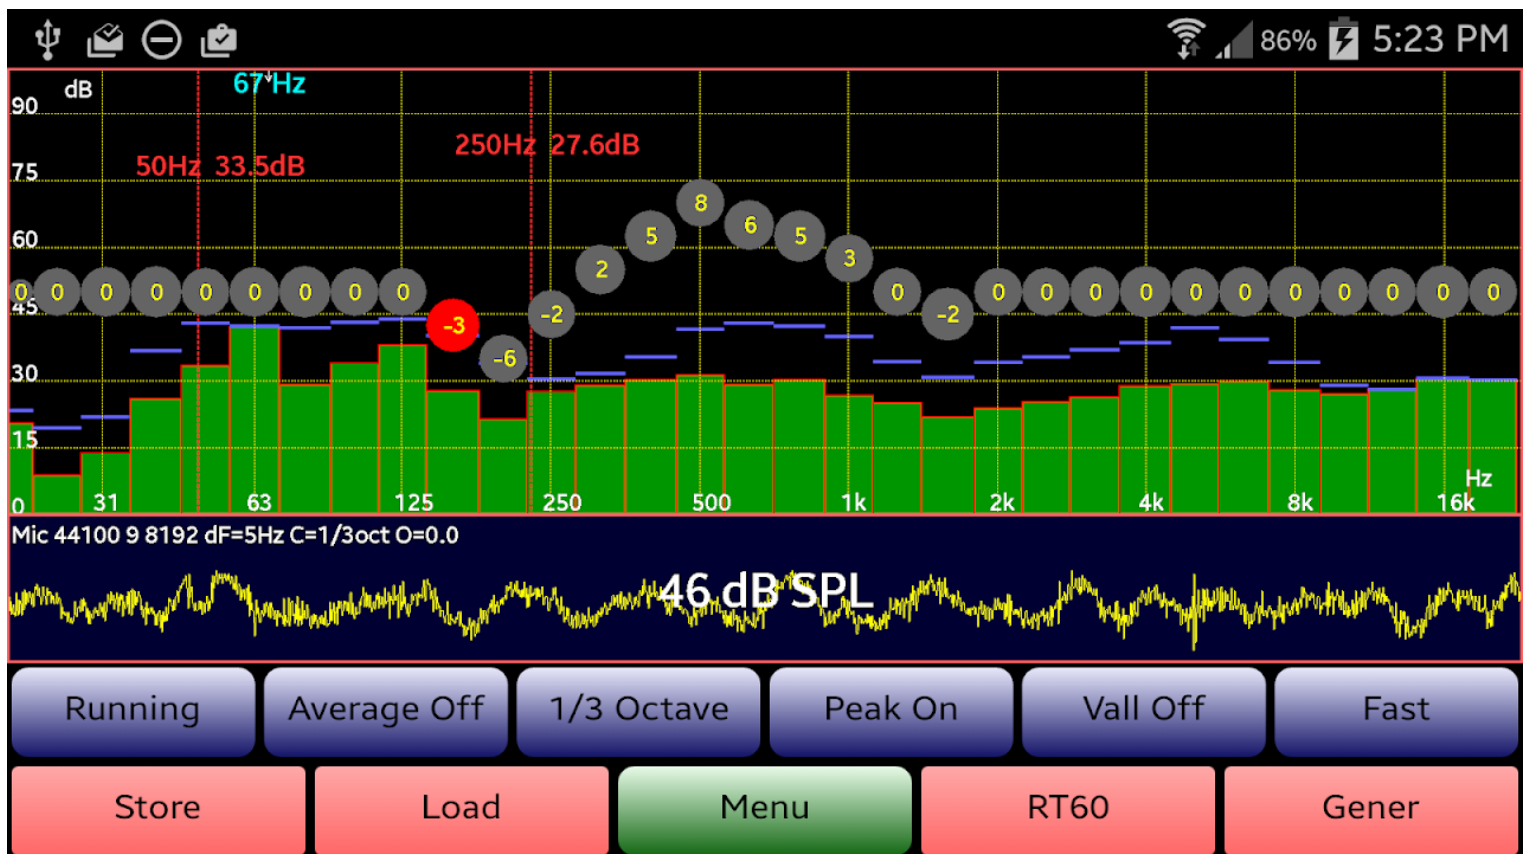 86% 5:23 PM
dB 67 Hz
90
250Hz 27.6dB
50Hz 33.5dB
75
8
6
5 5
60
3
2
0 0 0 0 0 0 0 0 0 0 0 0 0 0 0 0 0 0 0 0 0
45
-2 -2
-3
-6
30
15
Hz
0 31 63 125 250 500 1k 2k 4k 8k 16k
Mic 44100 9 8192 dF=5Hz C=1/3oct O=0.0
46 dB SPL
Running Average Off 1/3 Octave Peak On Vall Off Fast
Store Load Menu RT60 Gener